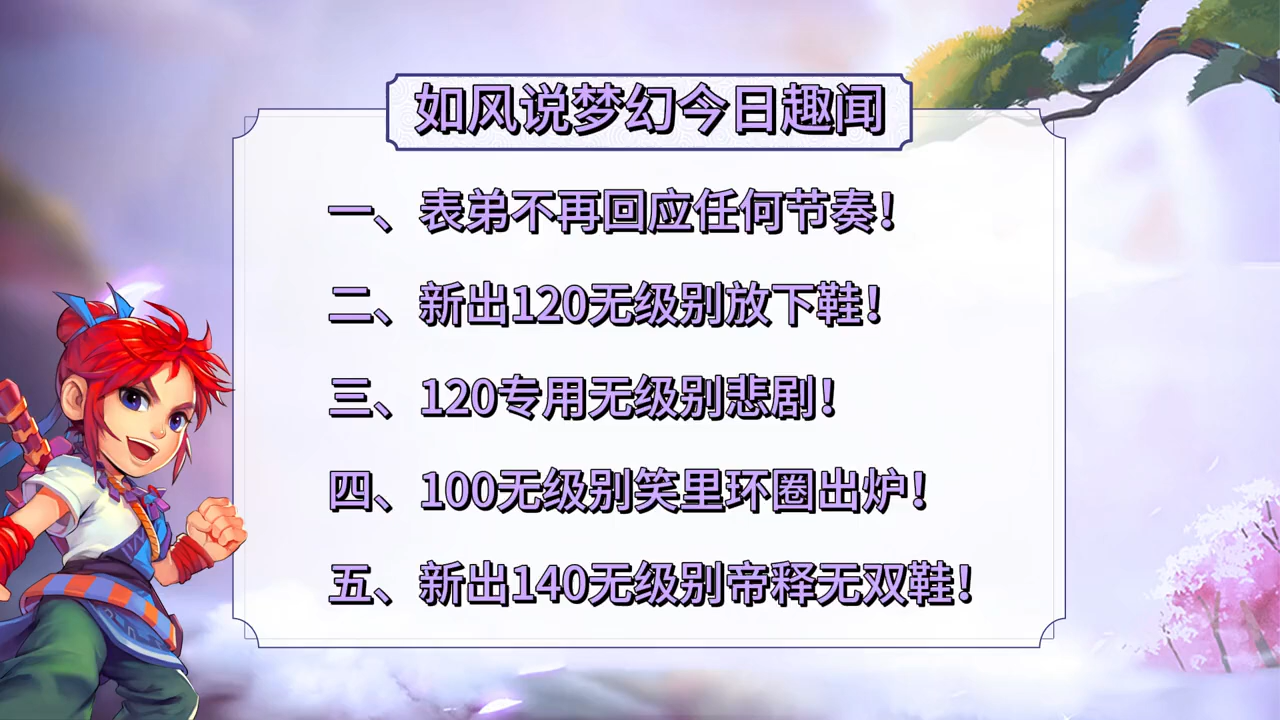 如风说梦幻今日趣闻
一、表弟不再回应任何节奏！
二、新出120无级别放下鞋！
三、120专用无级别悲剧！
四、100无级别笑里环圈出炉！
五、新出140无级别帝释无双鞋！